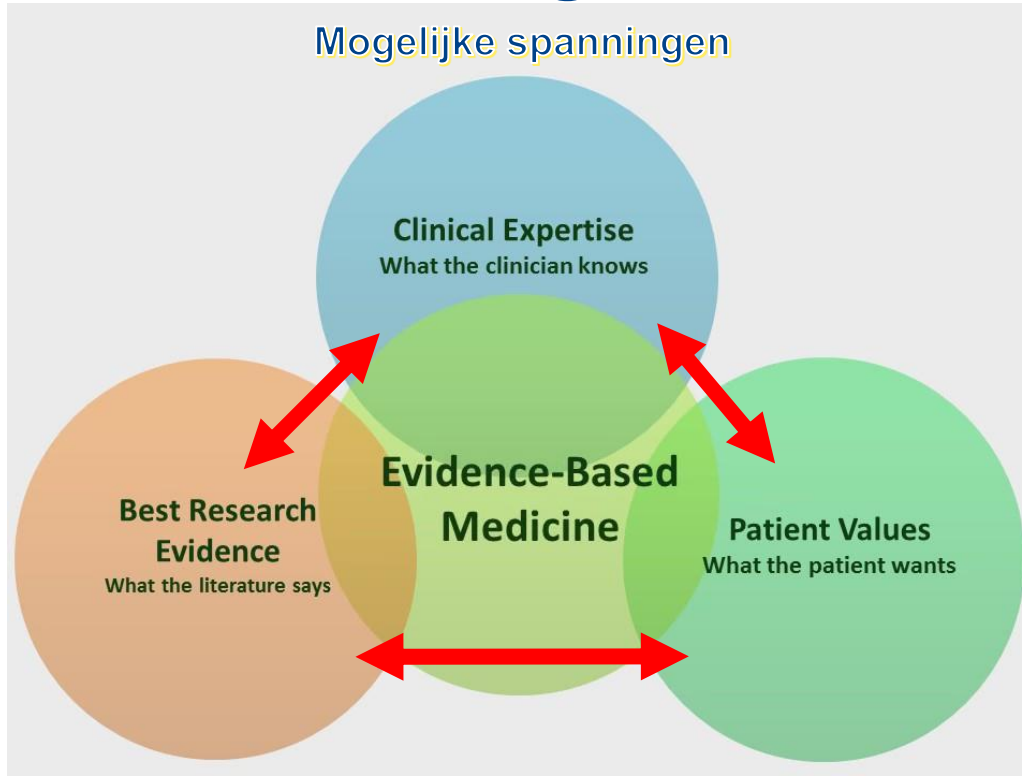 Mogelijke spanningen
Clinical Expertise
What the clinician knows
Evidence-Based
Medicine
Best Research
Evidence
What the literature says
Patient Values
What the patient wants